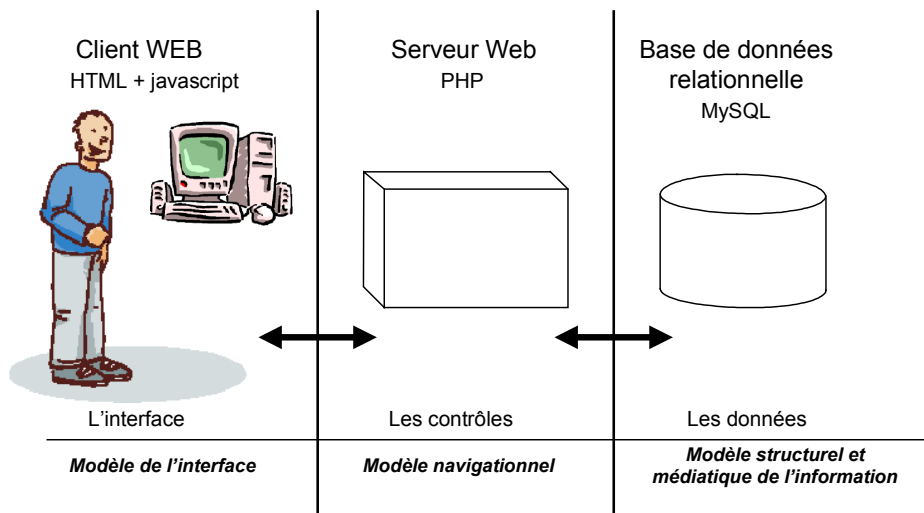 Client WEB
HTML + javascript
Serveur Web
PHP
Base de données
relationnelle
MySQL
L'interface
Les contrôles
Les données
Modèle de l'interface
Modèle navigationnel
Modèle structurel et
médiatique de l'information